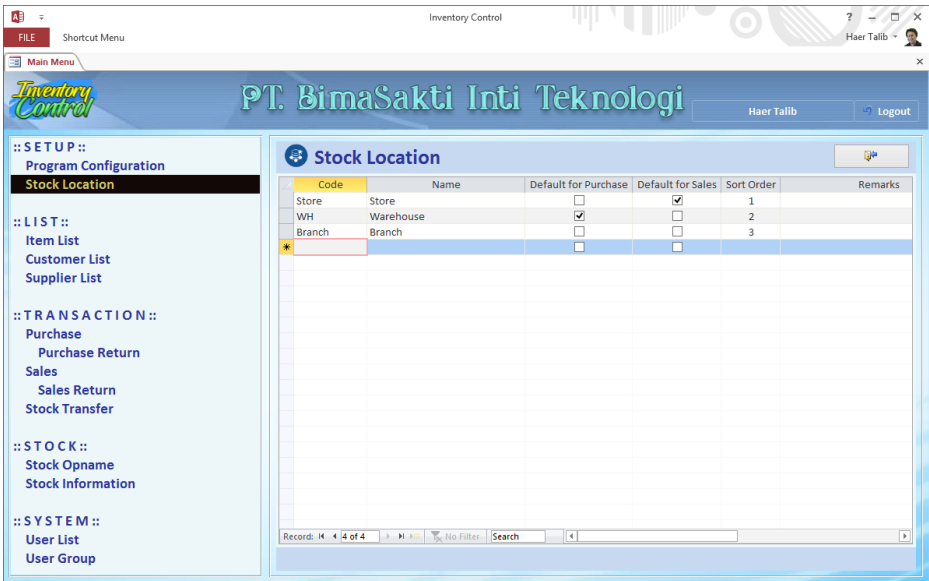 Inventory Control
?
FILE Shortcut Menu Haer Talib
Main Menu
Inventory Control
PT. BimaSakti Inti Teknologi
Haer Talib Logout
:: S E T U P ::
Program Configuration
Stock Location
:: L I S T ::
Item List
Customer List
Supplier List
:: T R A N S A C T I O N ::
Purchase
Purchase Return
Sales
Sales Return
Stock Transfer
:: S T O C K ::
Stock Opname
Stock Information
:: S Y S T E M ::
User List
User Group
Stock Location
Code Name Default for Purchase Default for Sales Sort Order Remarks
Store Store 1
WH Warehouse 2
Branch Branch 3
Record: 4 of 4 No Filter Search